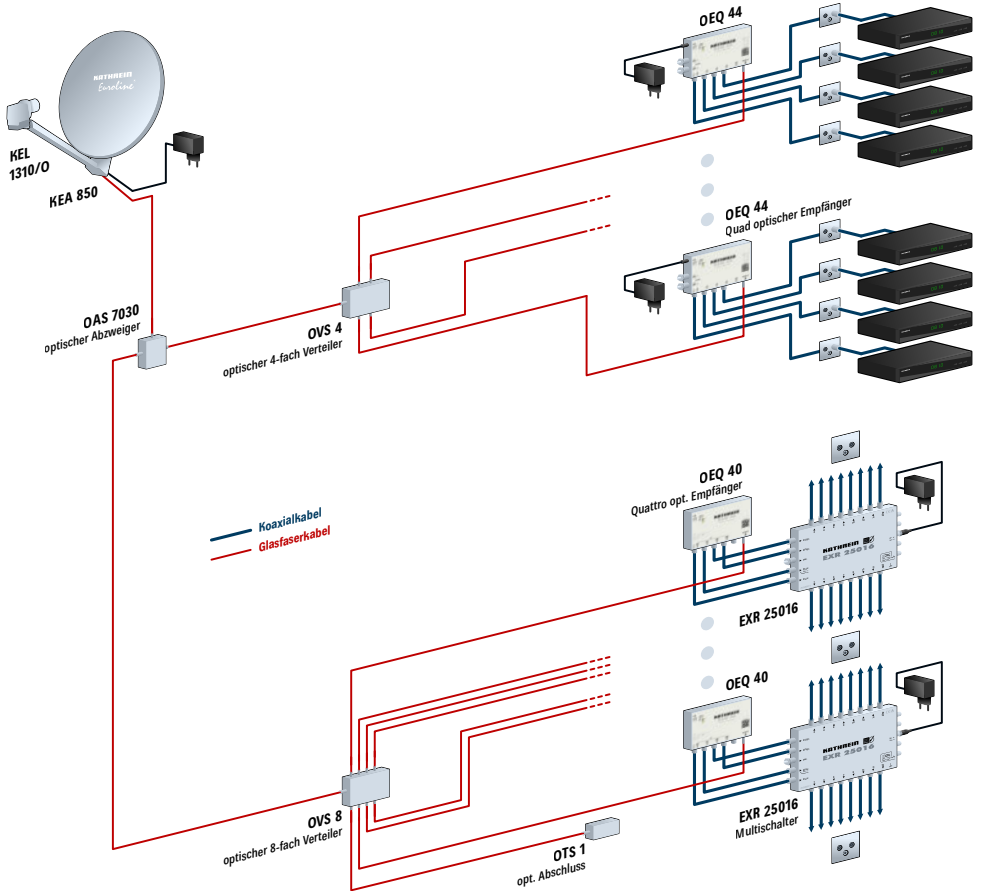 OEQ 44
KATHREIN
Euroline
KEL
1310/O
KEA 850
OEQ 44
Quad optischer Empfänger
OAS 7030
optischer Abzweiger
OVS 4
optischer 4-fach Verteiler
Koaxialkabel
Glasfaserkabel
OEQ 40
Quattro opt. Empfänger
KATHREIN
EXR 25016
EXR 25016
OEQ 40
KATHREIN
EXR 25016
EXR 25016
Multischalter
OVS 8
optischer 8-fach Verteiler
OTS 1
opt. Abschluss